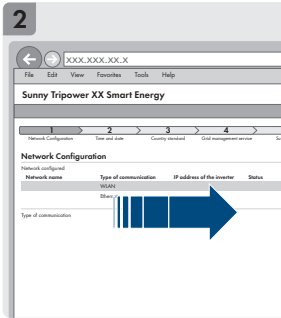 2
XXX.XXX.XX.X
File Edit View Favorites Tools Help
Sunny Tripower XX Smart Energy
1 2 3 4
Network Configuration Time and date Country standard Grid management service
Network Configuration
Network configured
Network name Type of communication IP address of the inverter Status
WLAN
Type of communication